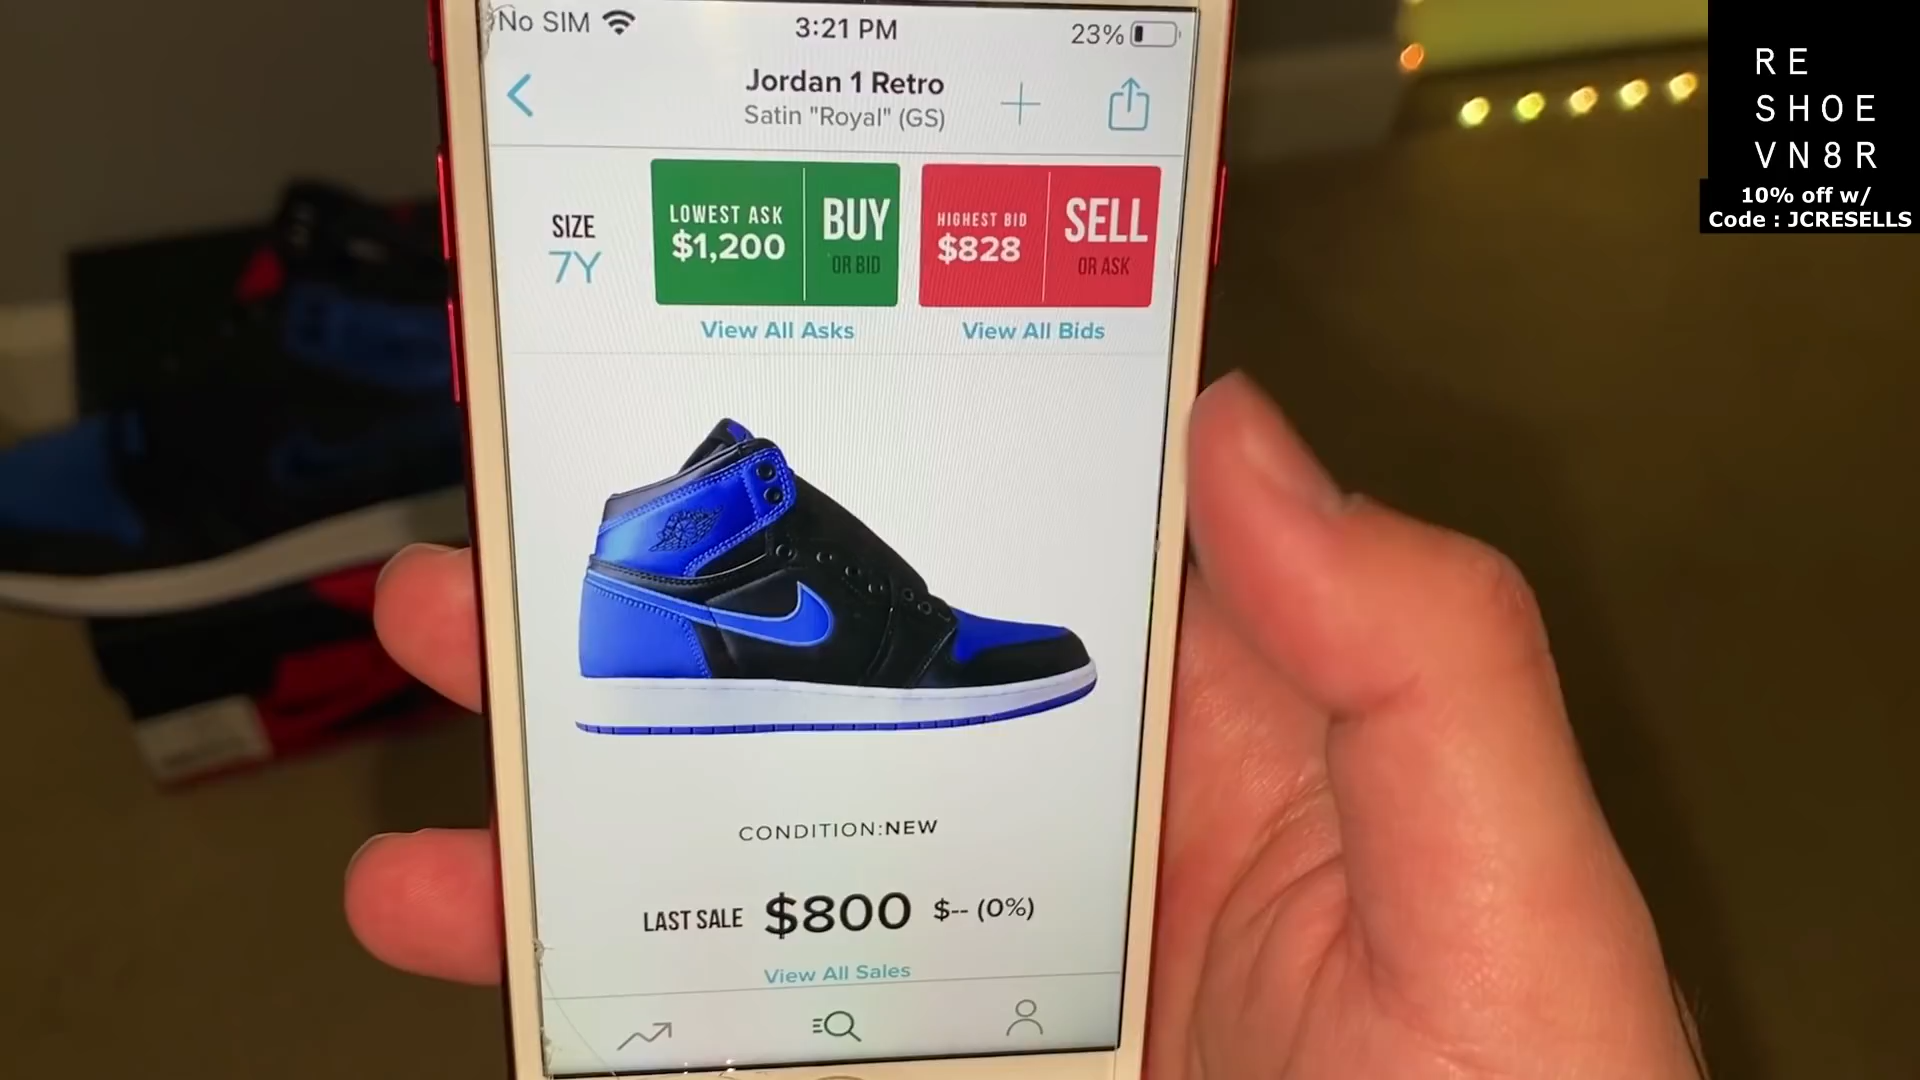 No SIM
3:21 PM
23%
Jordan 1 Retro
Satin "Royal" (GS)
SIZE
7Y
LOWEST ASK
$1,200
BUY
OR BID
HIGHEST BID
$828
SELL
OR ASK
View All Asks
View All Bids
CONDITION:NEW
LAST SALE
$800
$-- (0%)
View All Sales
RE
SHOE
VN8R
10% off w/
Code : JCRESELLS